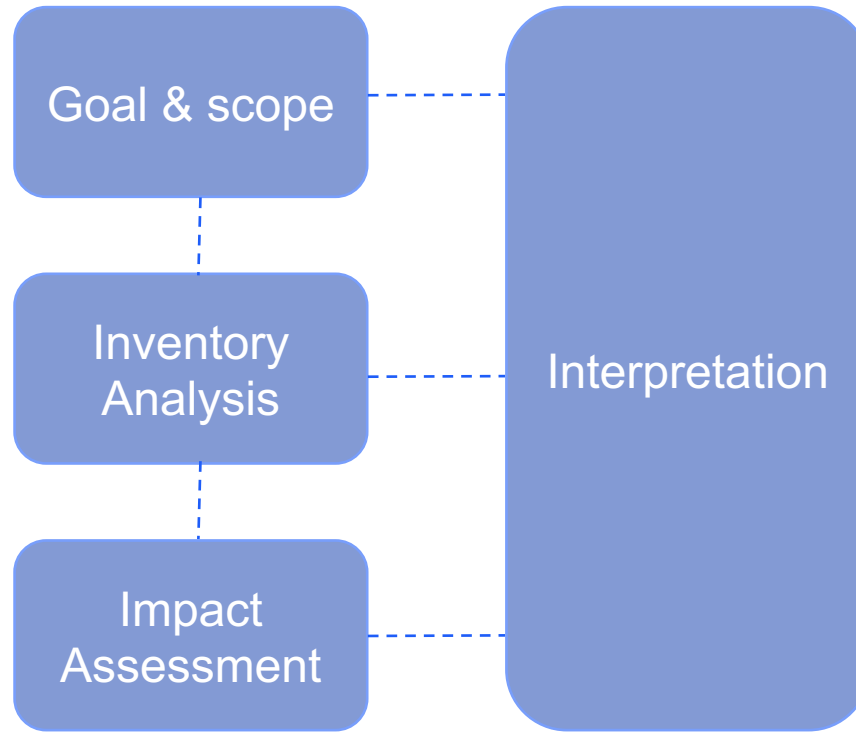 Goal & scope
Inventory
Analysis
Interpretation
Impact
Assessment